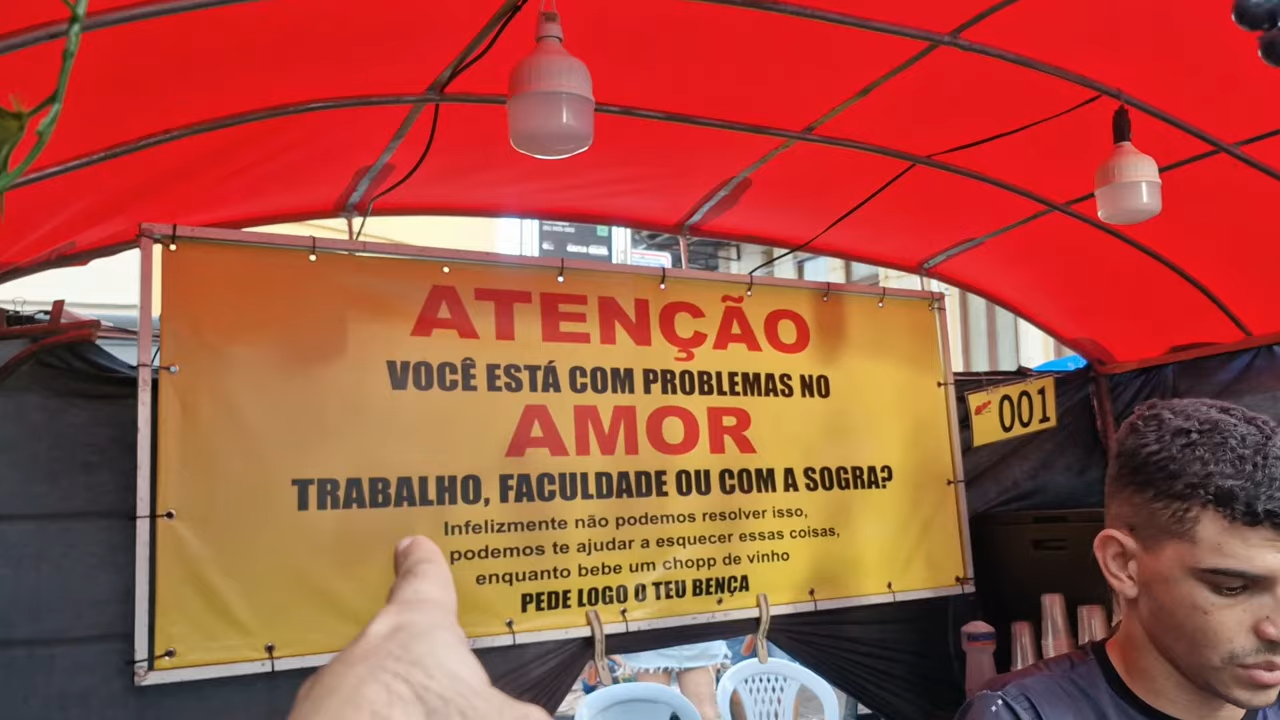 ATENÇÃO
VOCÊ ESTÁ COM PROBLEMAS NO
AMOR
TRABALHO, FACULDADE OU COM A SOGRA?
Infelizmente não podemos resolver isso,
podemos te ajudar a esquecer essas coisas,
enquanto bebe um chopp de vinho
PEDE LOGO O TEU BENÇA
001